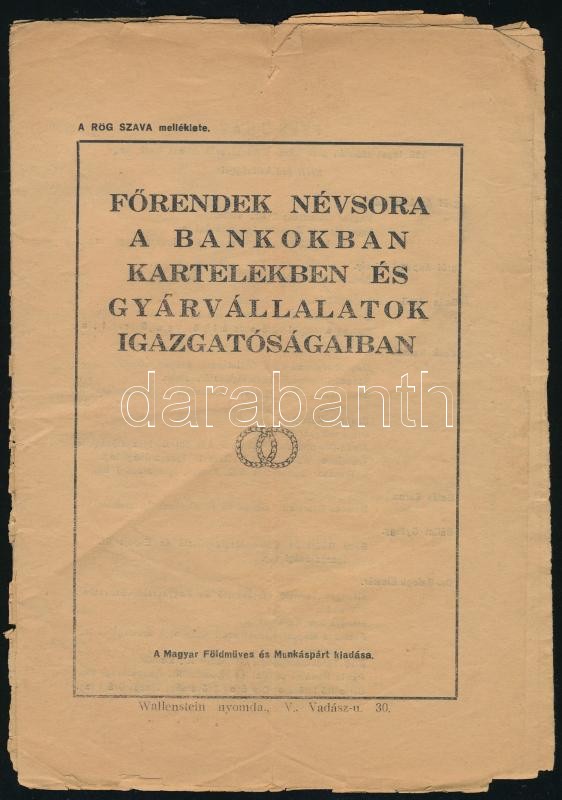 A RÖG SZAVA melléklete.
FŐRENDEK NÉVSORA
A BANKOKBAN
KARTELEKBEN ÉS
GYÁRVÁLLALATOK
IGAZGATÓSÁGAIBAN
darabanth
A Magyar Földmüves és Munkáspárt kiadása.
Wallenstein nyomda., V., Vadász-u. 30.